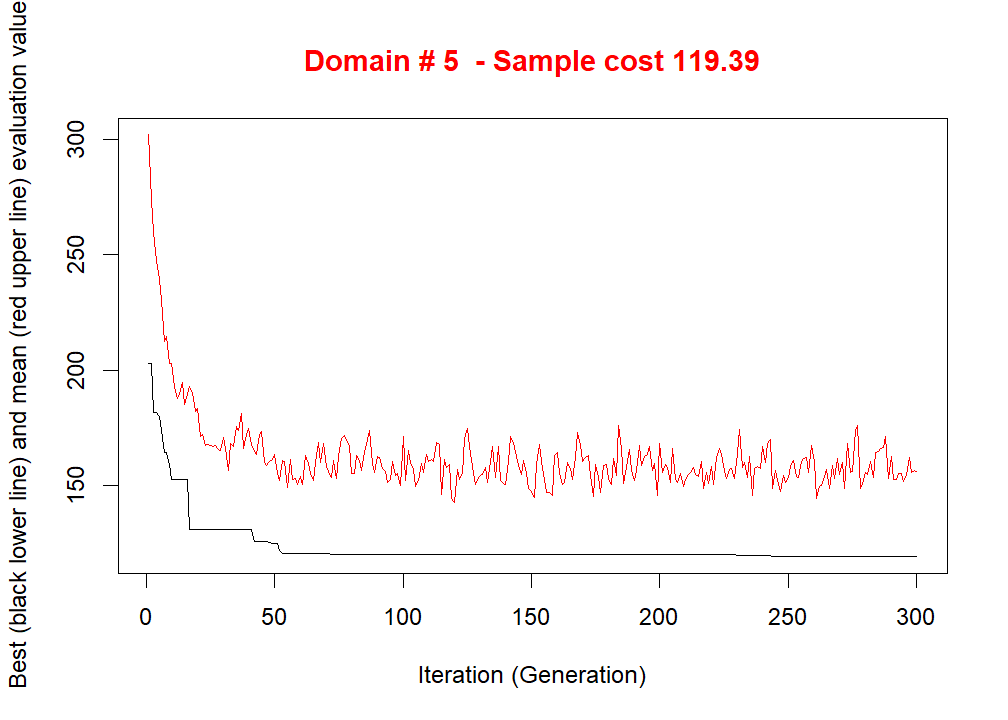 Domain # 5  - Sample cost 119.39
Best (black lower line) and mean (red upper line) evaluation value
300
250
200
150
0 50 100 150 200 250 300
Iteration (Generation)